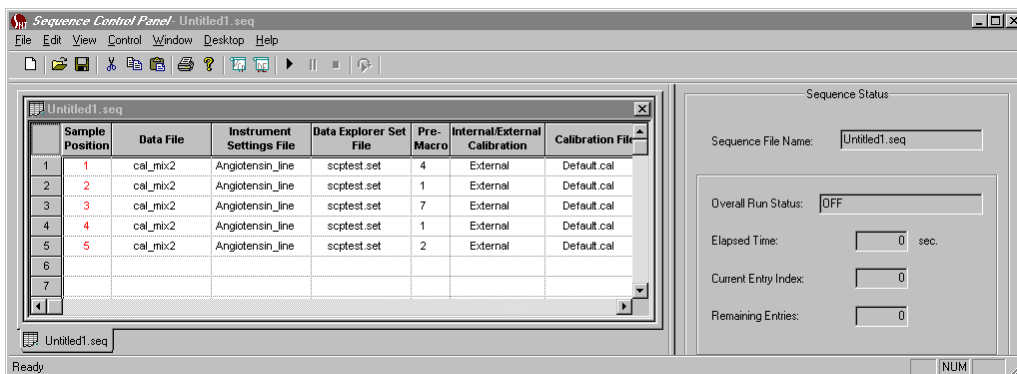 Sequence Control Panel- Untitled1.seq
File Edit View Control Window Desktop Help
Untitled1.seq
Sample Position Data File Instrument Settings File Data Explorer Set File Pre-Macro Internal/External Calibration Calibration File
1 1 cal_mix2 Angiotensin_line scptest.set 4 External Default.cal
2 2 cal_mix2 Angiotensin_line scptest.set 1 External Default.cal
3 3 cal_mix2 Angiotensin_line scptest.set 7 External Default.cal
4 4 cal_mix2 Angiotensin_line scptest.set 1 External Default.cal
5 5 cal_mix2 Angiotensin_line scptest.set 2 External Default.cal
6
7
Untitled1.seq
Sequence Status
Sequence File Name: Untitled1.seq
Overall Run Status: OFF
Elapsed Time: 0 sec.
Current Entry Index: 0
Remaining Entries: 0
Ready NUM